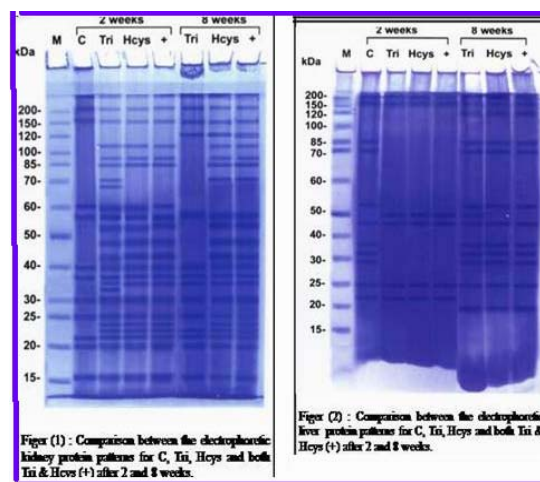 2 weeks 8 weeks
M C Tri Hcys + Tri Hcys +
kDa
200-
150-
120-
100-
85-
70-
60-
50-
40-
30-
25-
20-
15-
Figer (1) : Comparison between the electrophoretic
kidney protein patterns for C, Tri, Hcys and both
Tri & Hcys (+) after 2 and 8 weeks.
2 weeks 8 weeks
M C Tri Hcys + Tri Hcys +
kDa
200-
150-
120-
100-
85-
70-
60-
50-
40-
30-
25-
20-
15-
Figer (2) : Comparison between the electrophoretic
liver protein patterns for C, Tri, Hcys and both Tri &
Hcys (+) after 2 and 8 weeks.